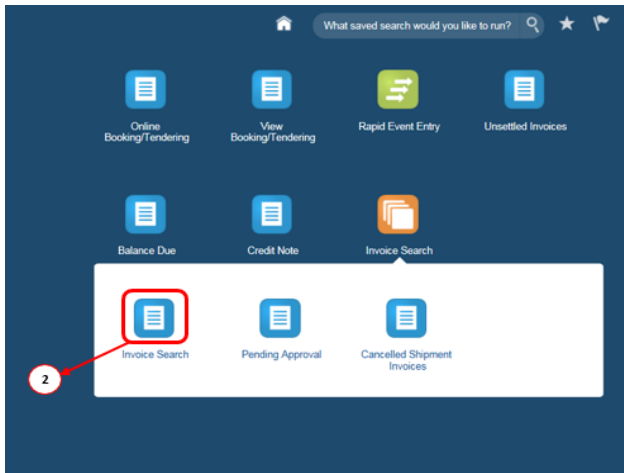 What saved search would you like to run?
Online
Booking/Tendering
View
Booking/Tendering
Rapid Event Entry
Unsettled Invoices
Balance Due
Credit Note
Invoice Search
Invoice Search
Pending Approval
Cancelled Shipment
Invoices
2